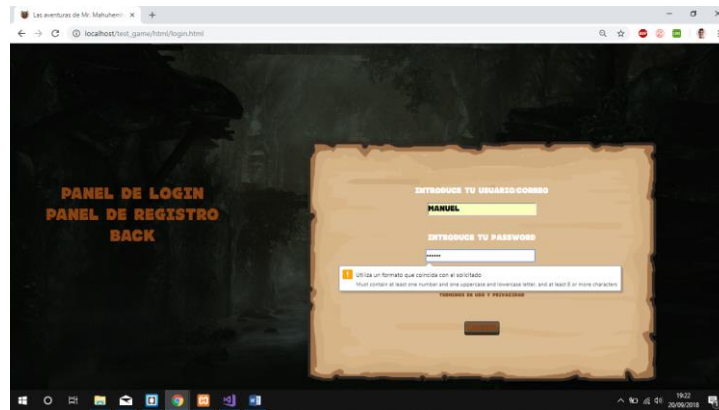 Las aventuras de Mr. Mahuhen
localhost/test_game/html/login.html
PANEL DE LOGIN
PANEL DE REGISTRO
BACK
INTRODUCE TU USUARIO/CORREO
MANUEL
INTRODUCE TU PASSWORD
••••••
Utiliza un formato que coincida con el solicitado
Must contain at least one number and one uppercase and lowercase letter, and at least 8 or more characters
TERMINOS DE USO Y PRIVACIDAD
19:22
20/09/2018